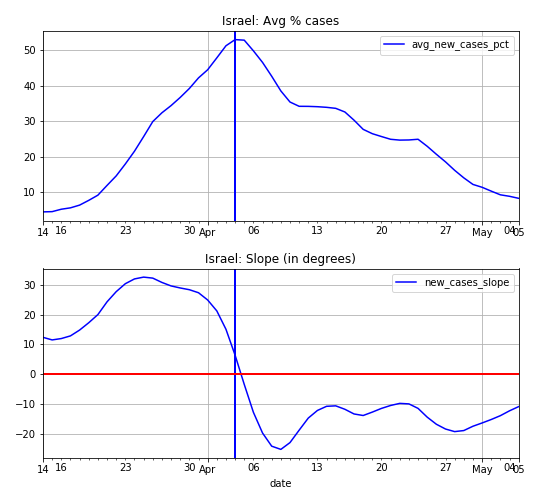 Israel: Avg % cases
avg_new_cases_pct
50
40
30
20
10
14 16 23 30 Apr 06 13 20 27 May 04 05
Israel: Slope (in degrees)
new_cases_slope
30
20
10
0
−10
−20
14 16 23 30 Apr 06 13 20 27 May 04 05
date